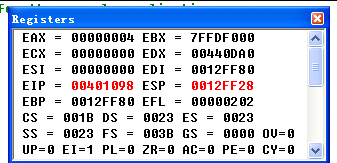 Registers
EAX = 00000004 EBX = 7FFDF000
ECX = 00000000 EDX = 00440DA0
ESI = 00000000 EDI = 0012FF80
EIP = 00401098 ESP = 0012FF28
EBP = 0012FF80 EFL = 00000202
CS = 001B DS = 0023 ES = 0023
SS = 0023 FS = 003B GS = 0000 OV=0
UP=0 EI=1 PL=0 ZR=0 AC=0 PE=0 CY=0